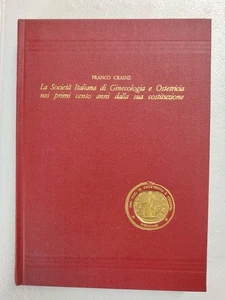 FRANCO CRAINZ
La Società Italiana di Ginecologia e Ostetricia
nei primi cento anni dalla sua costituzione